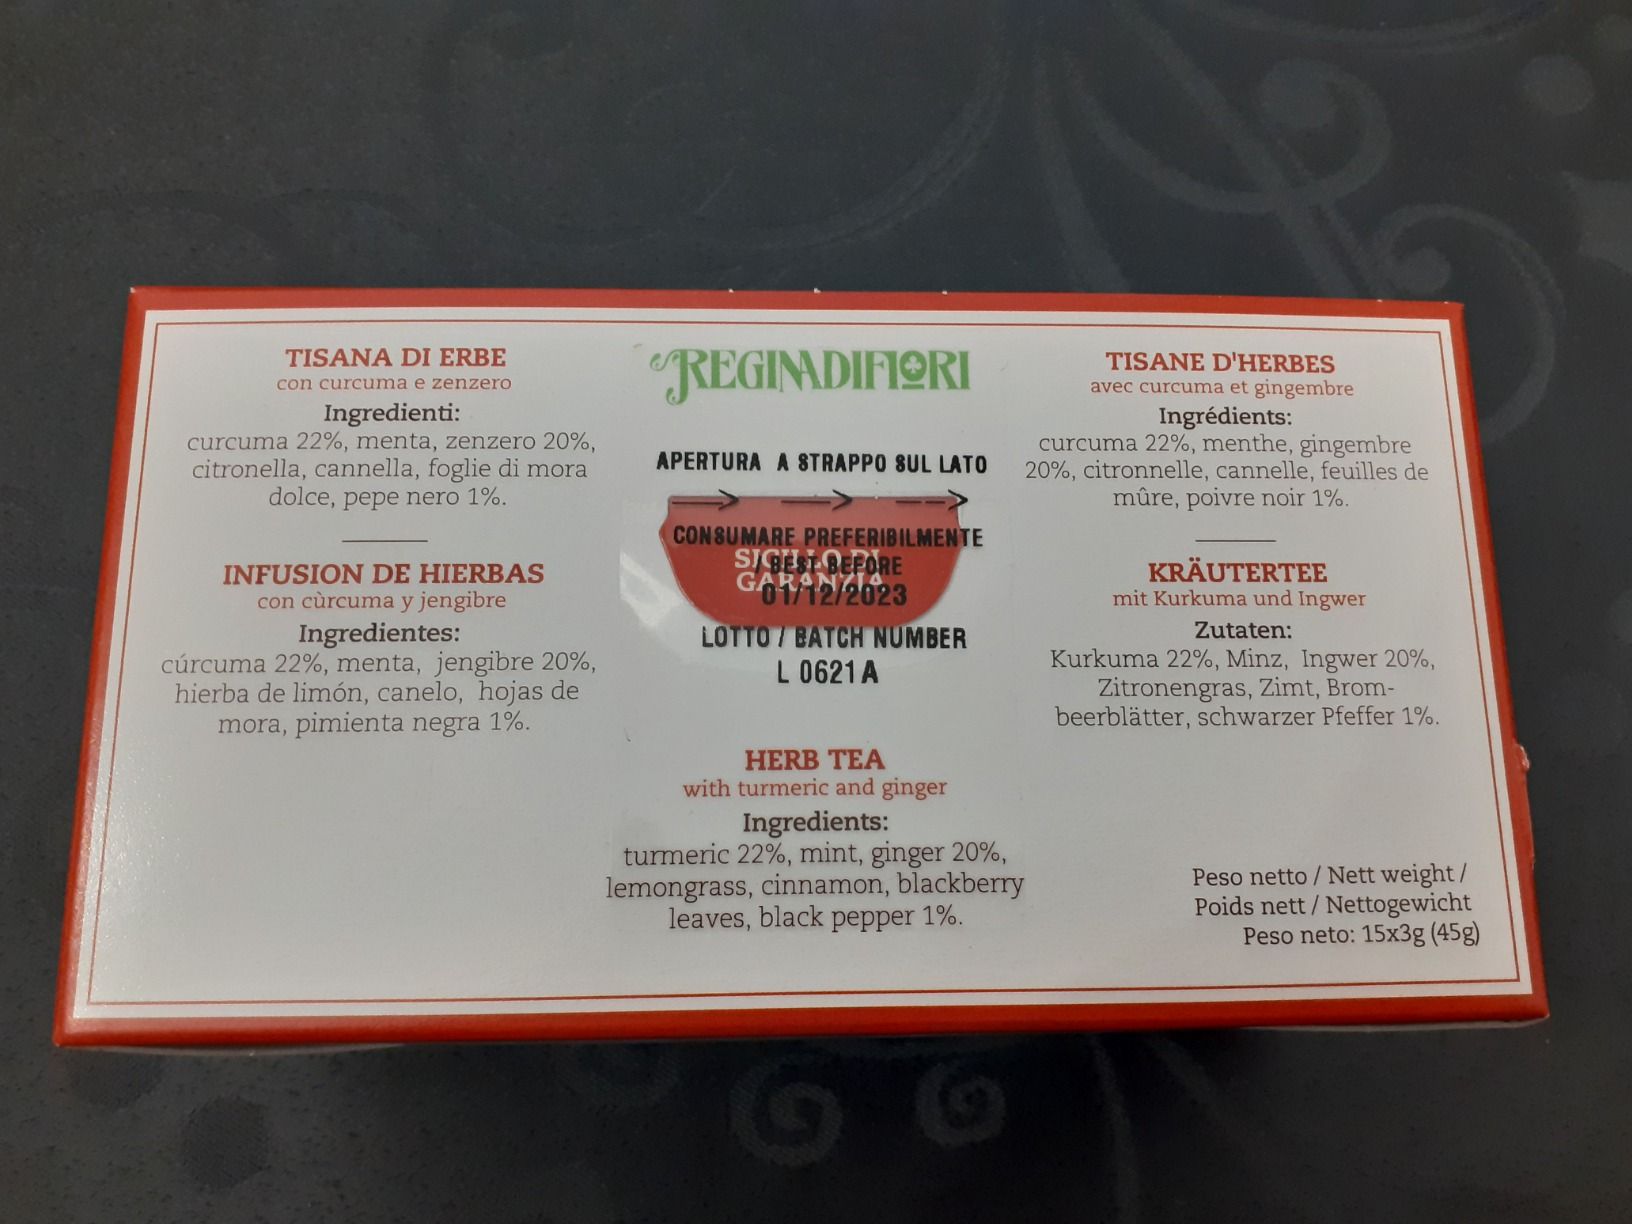 TISANA DI ERBE
con curcuma e zenzero
Ingredienti:
curcuma 22%, menta, zenzero 20%,
citronella, cannella, foglie di mora
dolce, pepe nero 1%.
INFUSION DE HIERBAS
con cùrcuma y jengibre
Ingredientes:
cúrcuma 22%, menta, jengibre 20%,
hierba de limón, canelo, hojas de
mora, pimienta negra 1%.
REGINADIFIORI
APERTURA A STRAPPO SUL LATO
CONSUMARE PREFERIBILMENTE
/ BEST BEFORE
01/12/2023
SIGILLO DI
GARANZIA
LOTTO / BATCH NUMBER
L 0621A
HERB TEA
with turmeric and ginger
Ingredients:
turmeric 22%, mint, ginger 20%,
lemongrass, cinnamon, blackberry
leaves, black pepper 1%.
TISANE D'HERBES
avec curcuma et gingembre
Ingrédients:
curcuma 22%, menthe, gingembre
20%, citronnelle, cannelle, feuilles de
mûre, poivre noir 1%.
KRÄUTERTEE
mit Kurkuma und Ingwer
Zutaten:
Kurkuma 22%, Minz, Ingwer 20%,
Zitronengras, Zimt, Brom-
beerblätter, schwarzer Pfeffer 1%.
Peso netto / Nett weight /
Poids nett / Nettogewicht
Peso neto: 15x3g (45g)